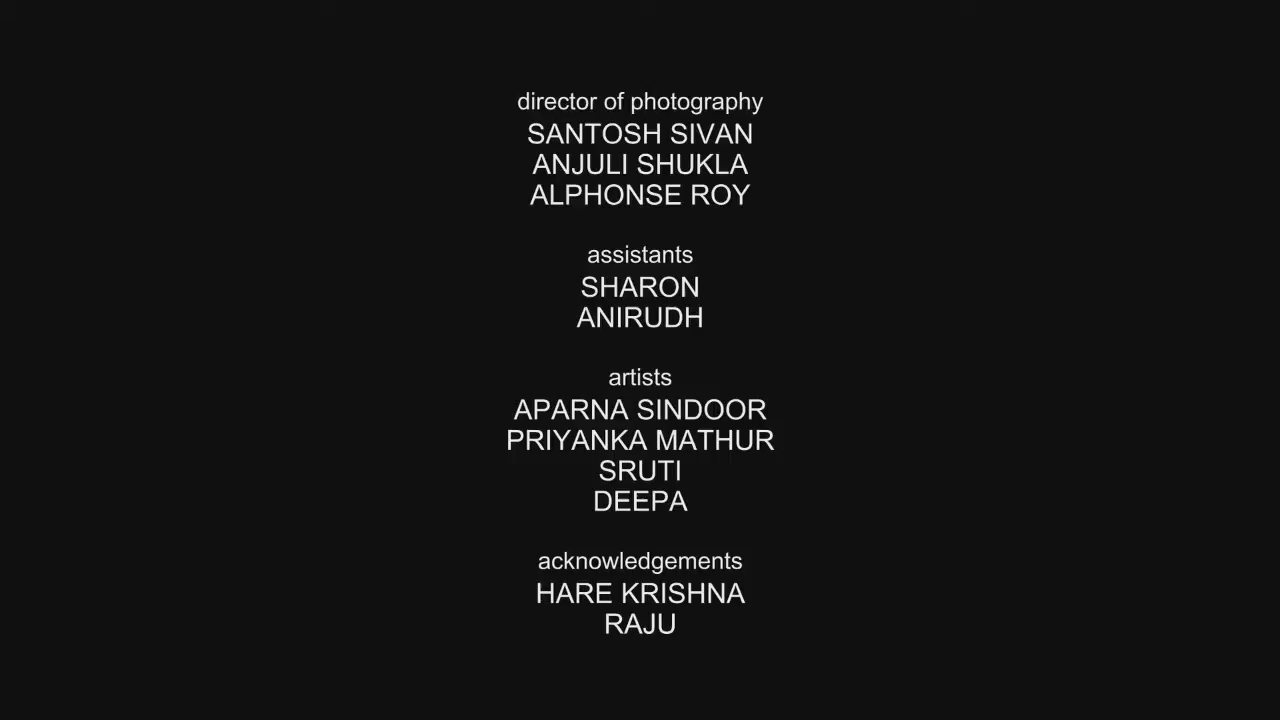 director of photography
SANTOSH SIVAN
ANJULI SHUKLA
ALPHONSE ROY
assistants
SHARON
ANIRUDH
artists
APARNA SINDOOR
PRIYANKA MATHUR
SRUTI
DEEPA
acknowledgements
HARE KRISHNA
RAJU